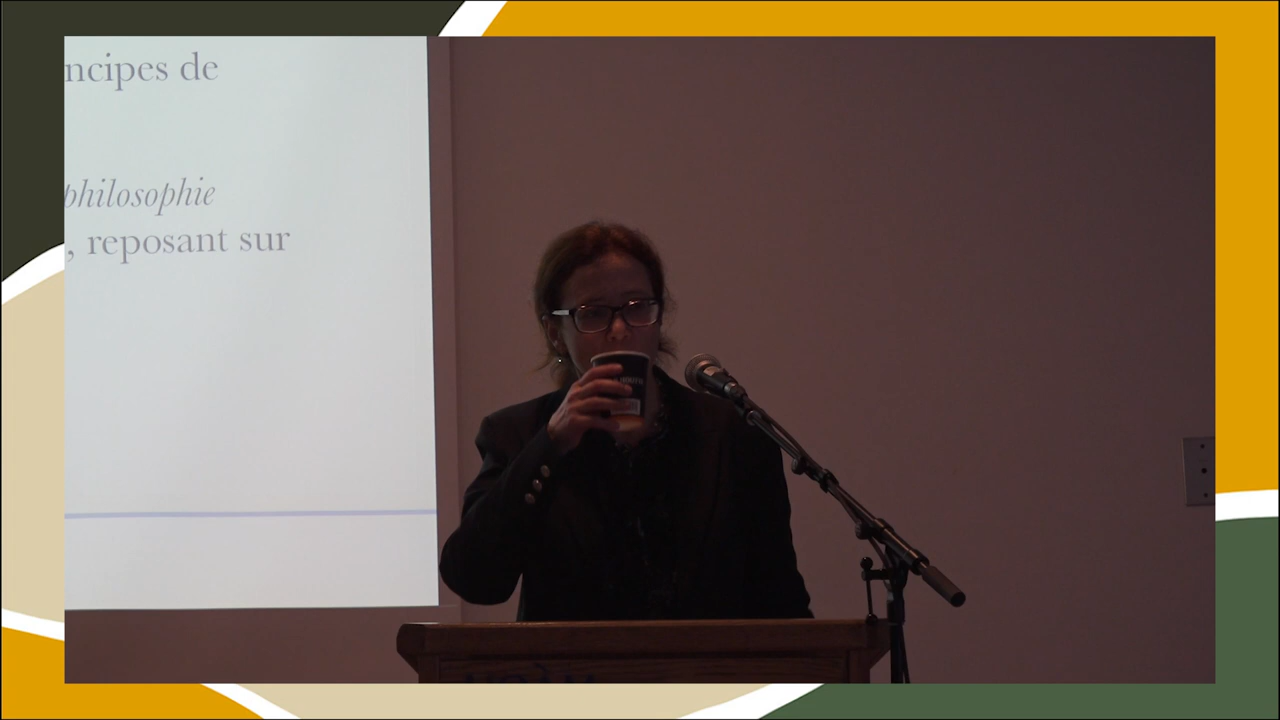 ncipes de
philosophie
, reposant sur